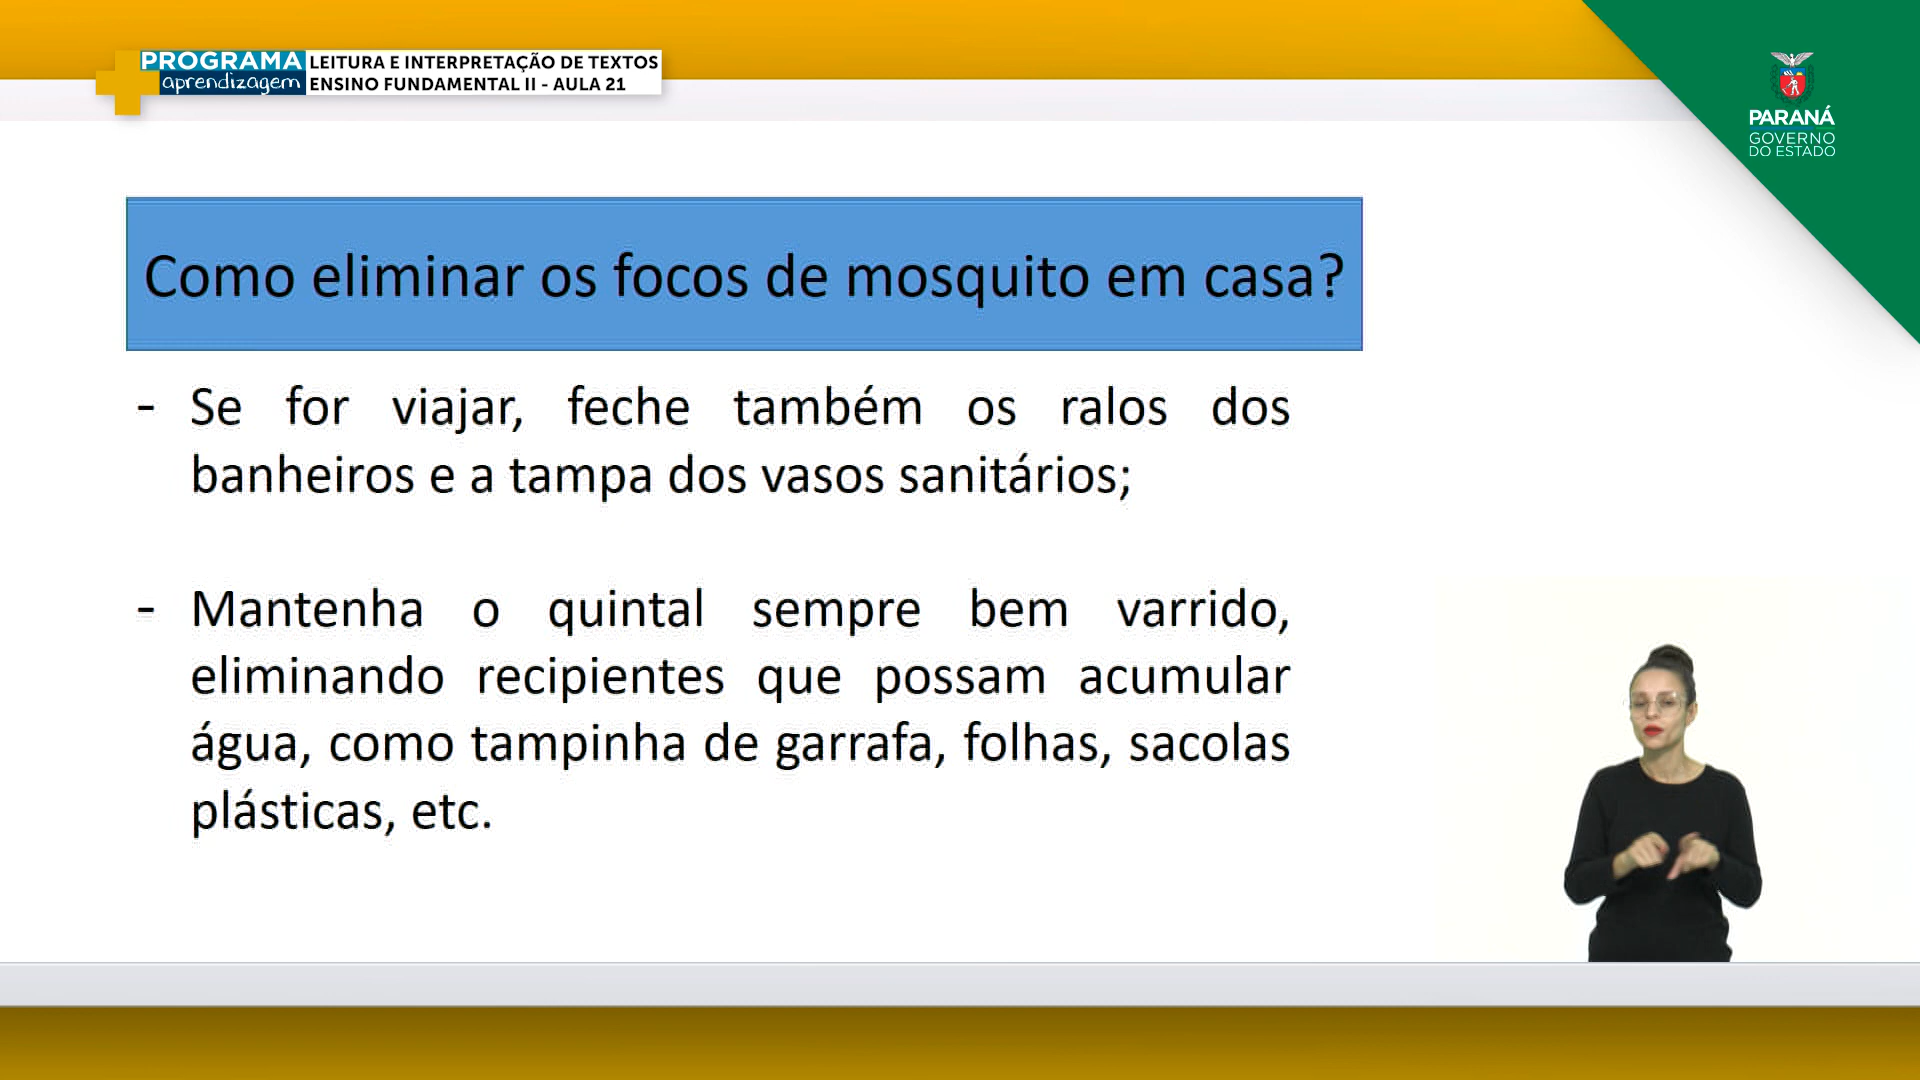 PROGRAMA
aprendizagem
LEITURA E INTERPRETAÇÃO DE TEXTOS
ENSINO FUNDAMENTAL II - AULA 21
PARANÁ
GOVERNO
DO ESTADO
Como eliminar os focos de mosquito em casa?
- Se for viajar, feche também os ralos dos
banheiros e a tampa dos vasos sanitários;
- Mantenha o quintal sempre bem varrido,
eliminando recipientes que possam acumular
água, como tampinha de garrafa, folhas, sacolas
plásticas, etc.